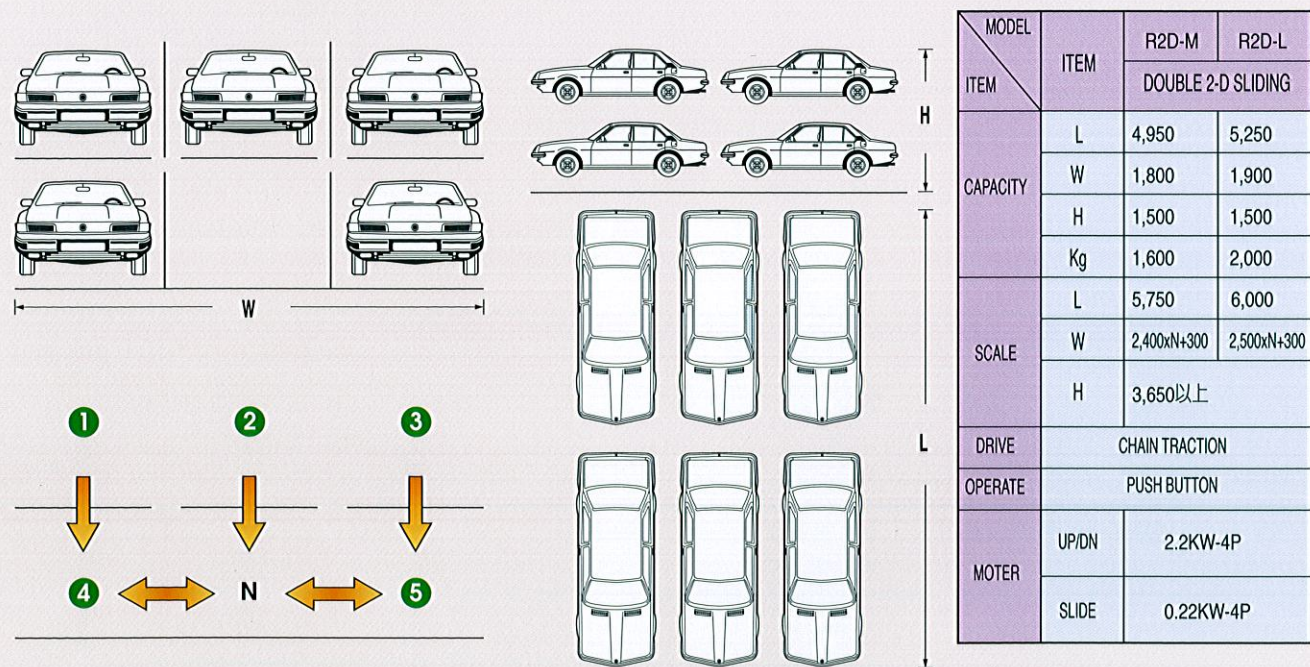 W
H
L
1 2 3
4 N 5
MODEL
ITEM
ITEM
R2D-M R2D-L
DOUBLE 2-D SLIDING
CAPACITY
L 4,950 5,250
W 1,800 1,900
H 1,500 1,500
Kg 1,600 2,000
SCALE
L 5,750 6,000
W 2,400xN+300 2,500xN+300
H 3,650以上
DRIVE CHAIN TRACTION
OPERATE PUSH BUTTON
MOTER
UP/DN 2.2KW-4P
SLIDE 0.22KW-4P